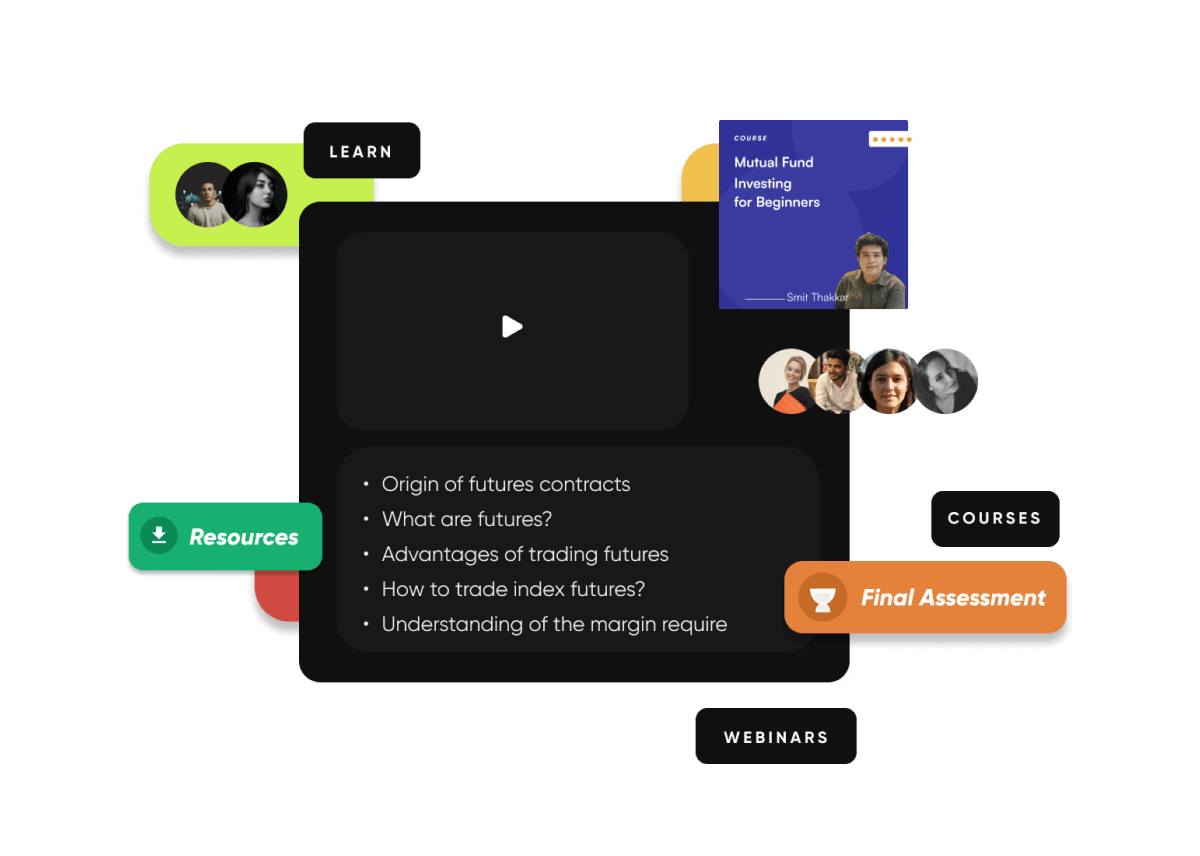 LEARN
COURSE
Mutual Fund
Investing
for Beginners
Smit Thakkar
• Origin of futures contracts
• What are futures?
• Advantages of trading futures
• How to trade index futures?
• Understanding of the margin require
Resources
COURSES
Final Assessment
WEBINARS